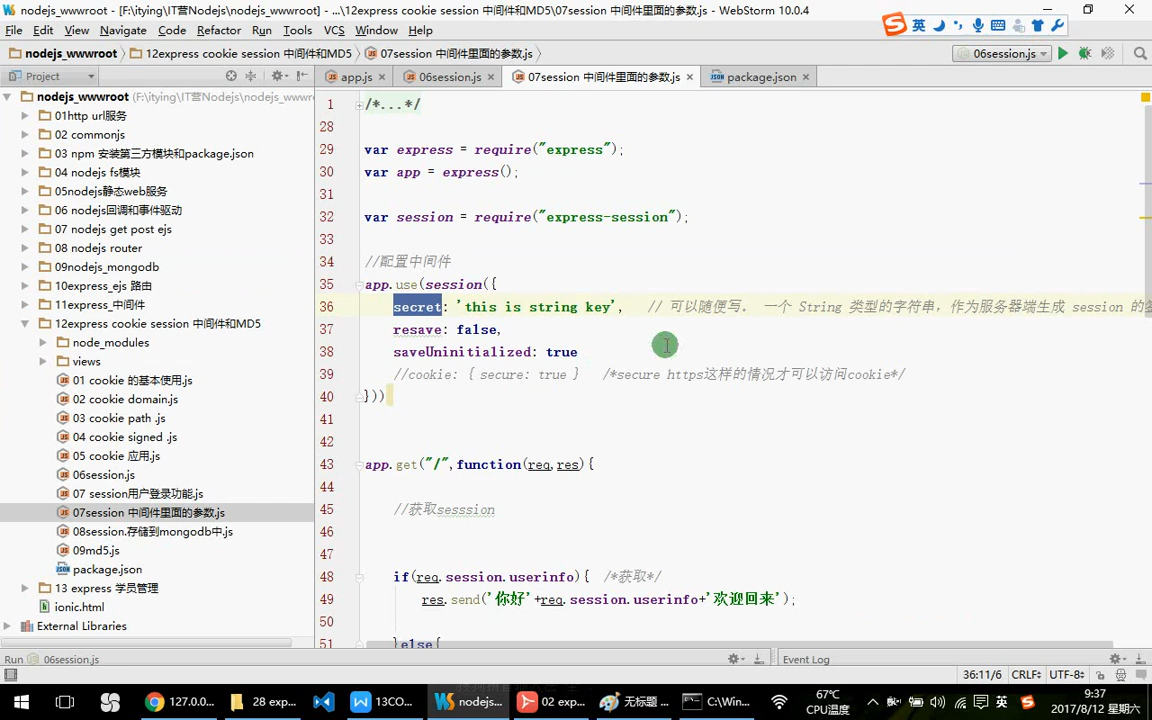 nodejs_wwwroot - [F:\itying\IT营Nodejs\nodejs_wwwroot] - ...\12express cookie session 中间件和MD5\07session 中间件里面的参数.js - WebStorm 10.0.4
File Edit View Navigate Code Refactor Run Tools VCS Window Help
英
nodejs_wwwroot 12express cookie session 中间件和MD5 07session 中间件里面的参数.js 06session.js
Project app.js 06session.js 07session 中间件里面的参数.js package.json
nodejs_wwwroot (F:\itying\IT营Nodejs\nodejs_wwwr
01http url服务
02 commonjs
03 npm 安装第三方模块和package.json
04 nodejs fs模块
05nodejs静态web服务
06 nodejs回调和事件驱动
07 nodejs get post ejs
08 nodejs router
09nodejs_mongodb
10express_ejs 路由
11express_中间件
12express cookie session 中间件和MD5
node_modules
views
01 cookie 的基本使用.js
02 cookie domain.js
03 cookie path .js
04 cookie signed .js
05 cookie 应用.js
06session.js
07 session用户登录功能.js
07session 中间件里面的参数.js
08session.存储到mongodb中.js
09md5.js
package.json
13 express 学员管理
ionic.html
External Libraries
1 /*...*/
28
29 var express = require("express");
30 var app = express();
31
32 var session = require("express-session");
33
34 //配置中间件
35 app.use(session({
36 secret: 'this is string key', // 可以随便写。 一个 String 类型的字符串，作为服务器端生成 session 的签
37 resave: false,
38 saveUninitialized: true
39 //cookie: { secure: true } /*secure https这样的情况才可以访问cookie*/
40 }))
41
42
43 app.get("/",function(req,res){
44
45 //获取sesssion
46
47
48 if(req.session.userinfo){ /*获取*/
49 res.send('你好'+req.session.userinfo+'欢迎回来');
50
51 }else{
Run 06session.js Event Log
36:11/6 CRLF UTF-8
127.0.0... 28 exp... 13CO... nodejs... 02 exp... 无标题... C:\Win... 67℃ CPU温度 英 9:37 2017/8/12 星期六